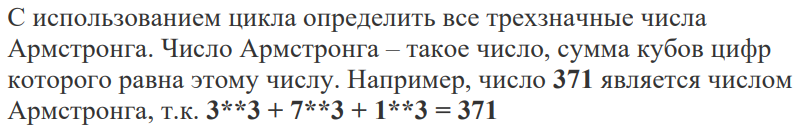 С использованием цикла определить все трехзначные числа
Армстронга. Число Армстронга – такое число, сумма кубов цифр
которого равна этому числу. Например, число 371 является числом
Армстронга, т.к. 3**3 + 7**3 + 1**3 = 371